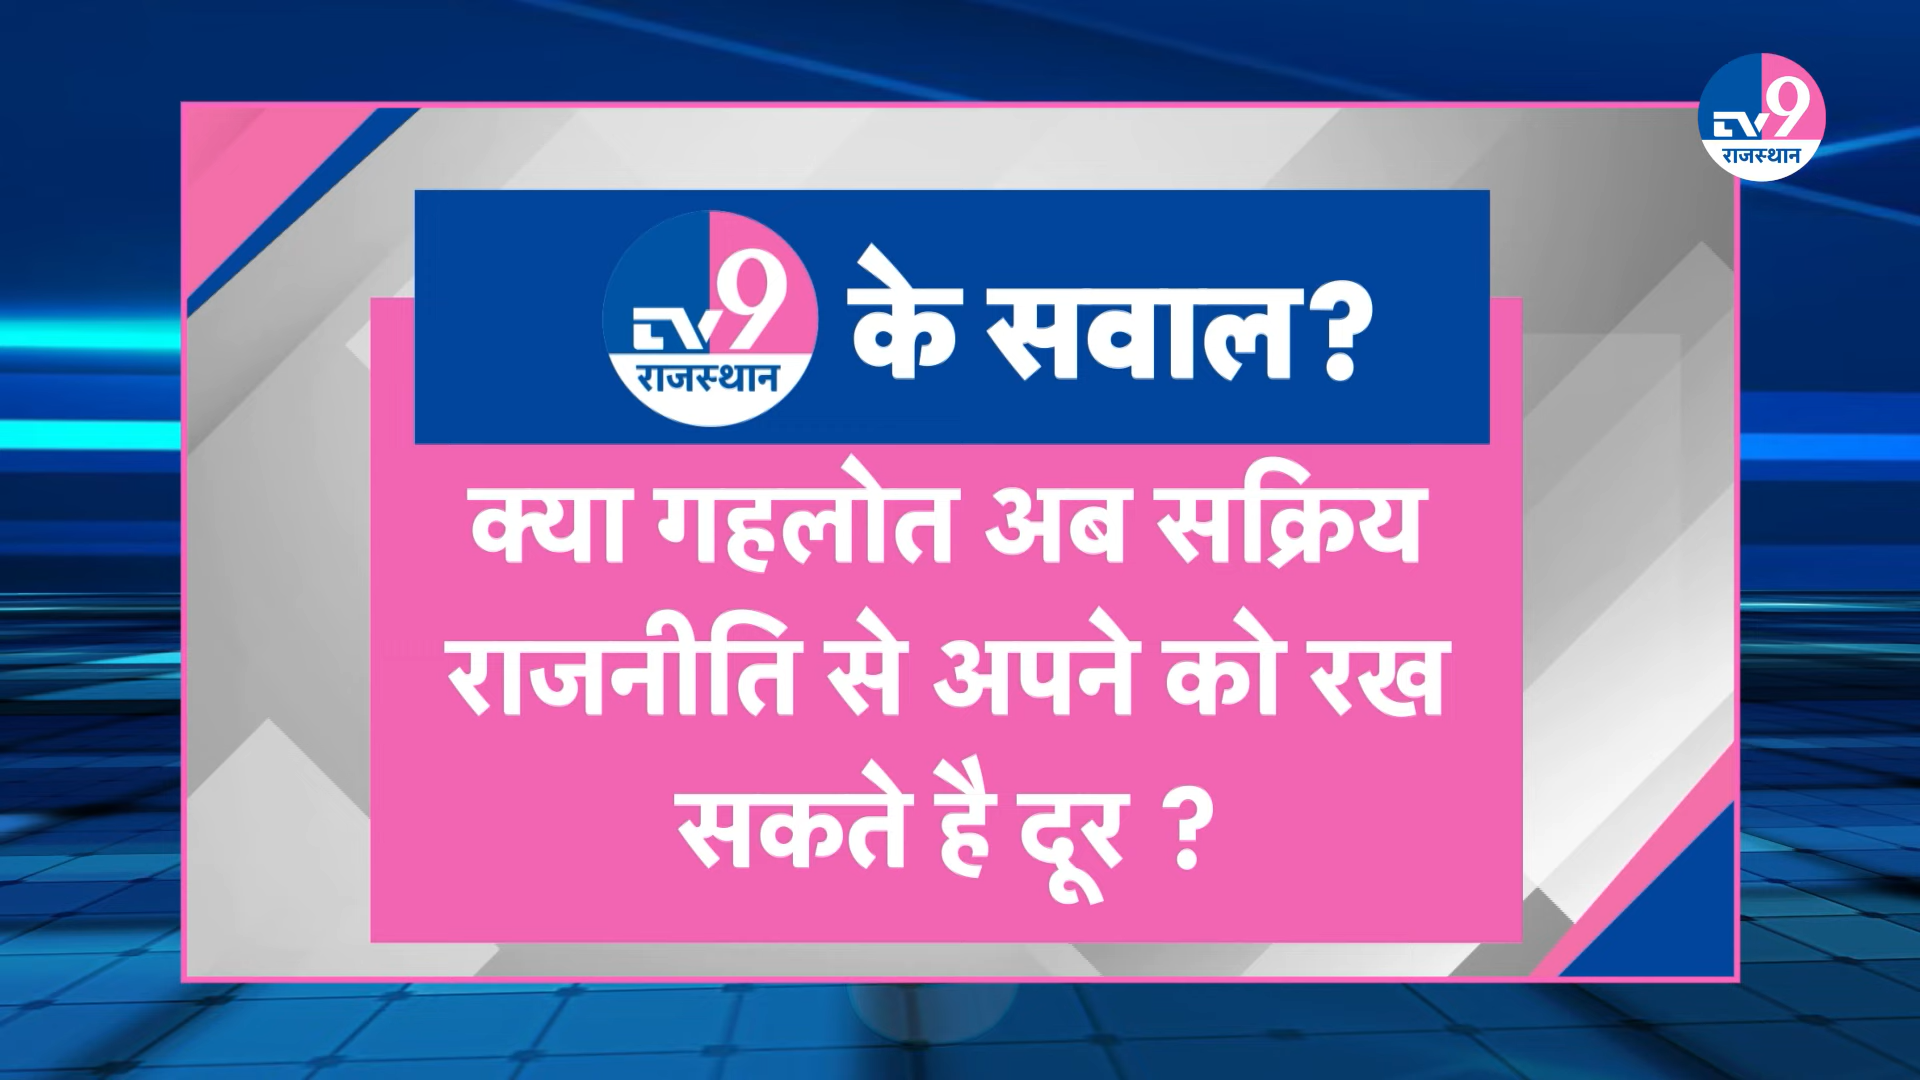 TV9
राजस्थान
TV9
राजस्थान
के सवाल?
क्या गहलोत अब सक्रिय
राजनीति से अपने को रख
सकते है दूर ?